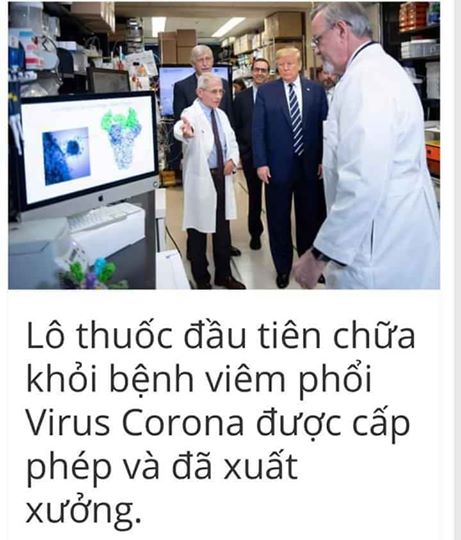 Lô thuốc đầu tiên chữa
khỏi bệnh viêm phổi
Virus Corona được cấp
phép và đã xuất
xưởng.